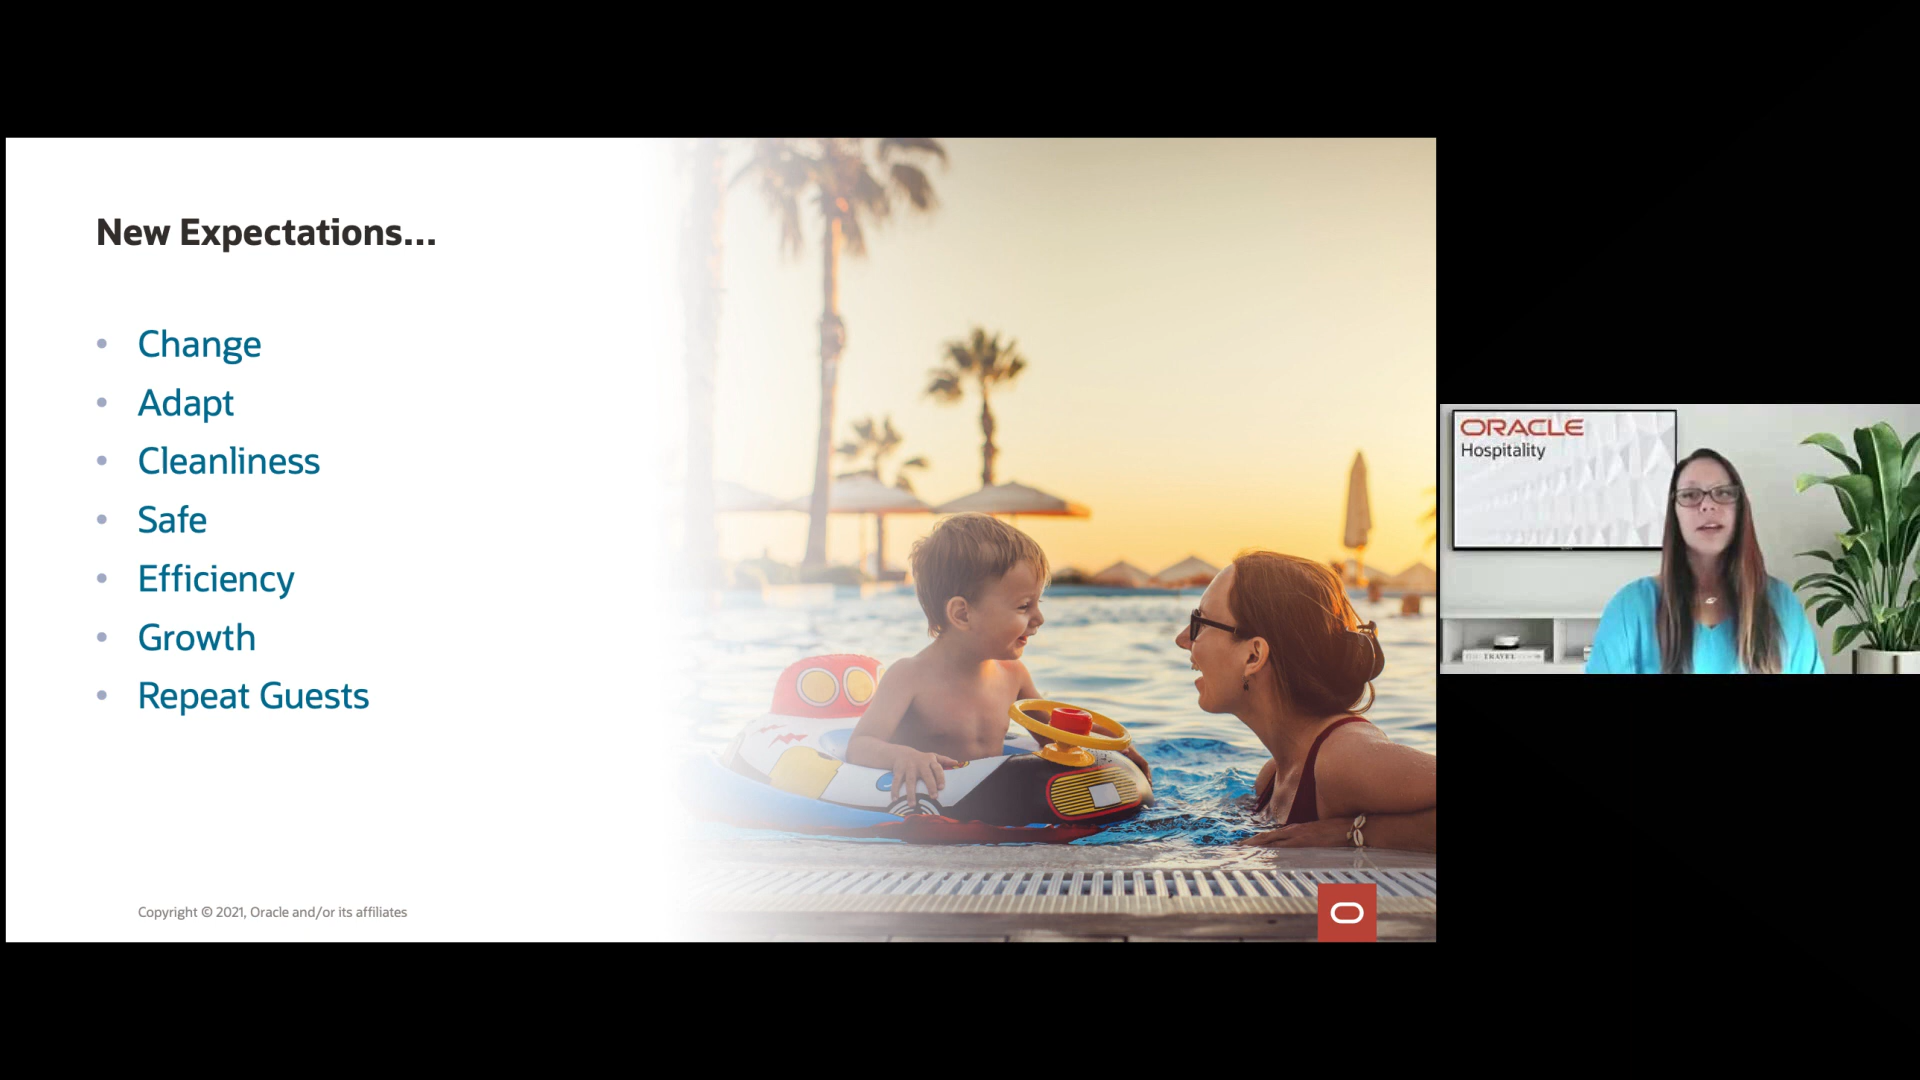 New Expectations...
• Change
• Adapt
• Cleanliness
• Safe
• Efficiency
• Growth
• Repeat Guests
Copyright © 2021, Oracle and/or its affiliates
ORACLE
Hospitality
TRAVEL